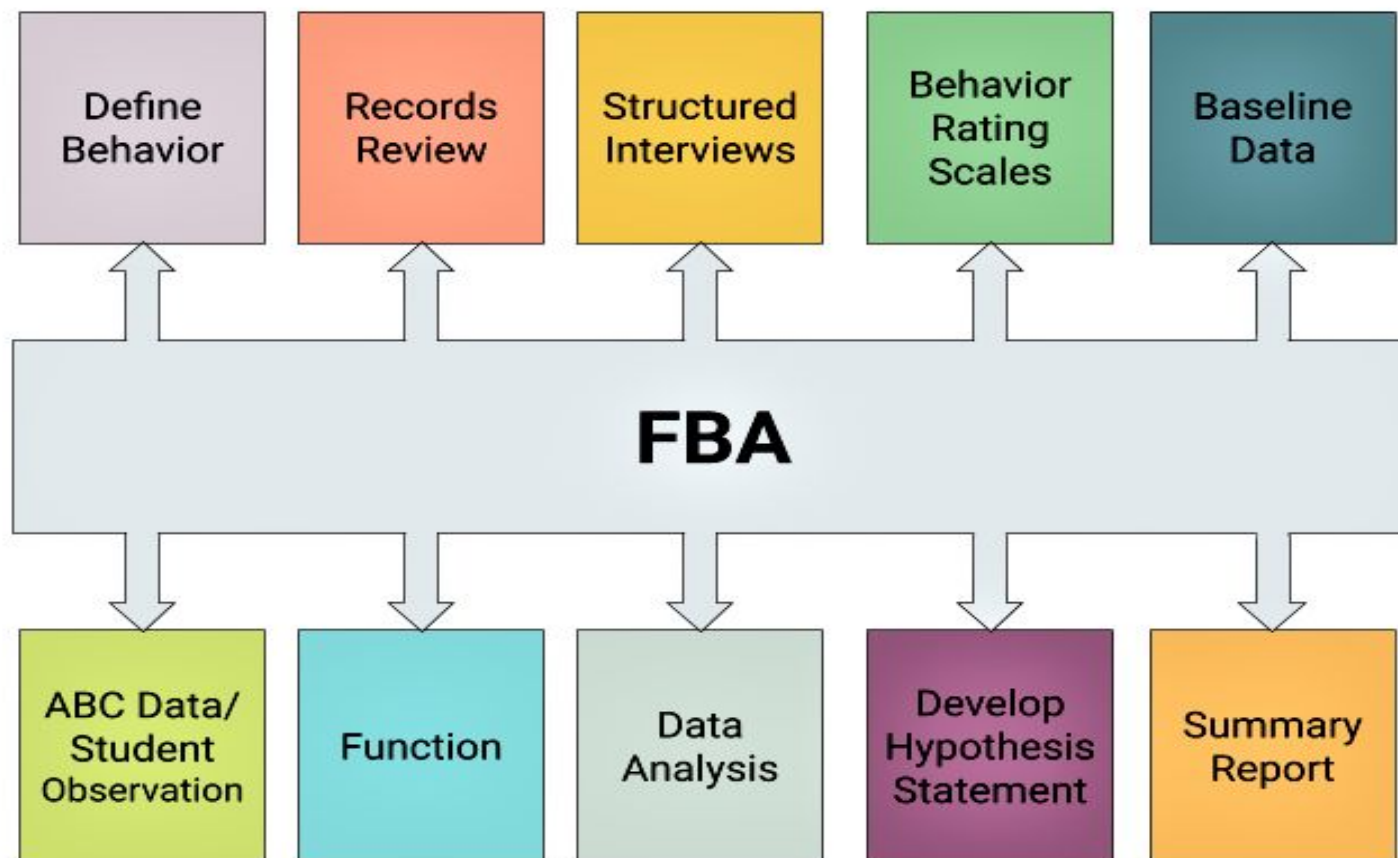 Define
Behavior
Records
Review
Structured
Interviews
Behavior
Rating
Scales
Baseline
Data
FBA
ABC Data/
Student
Observation
Function
Data
Analysis
Develop
Hypothesis
Statement
Summary
Report